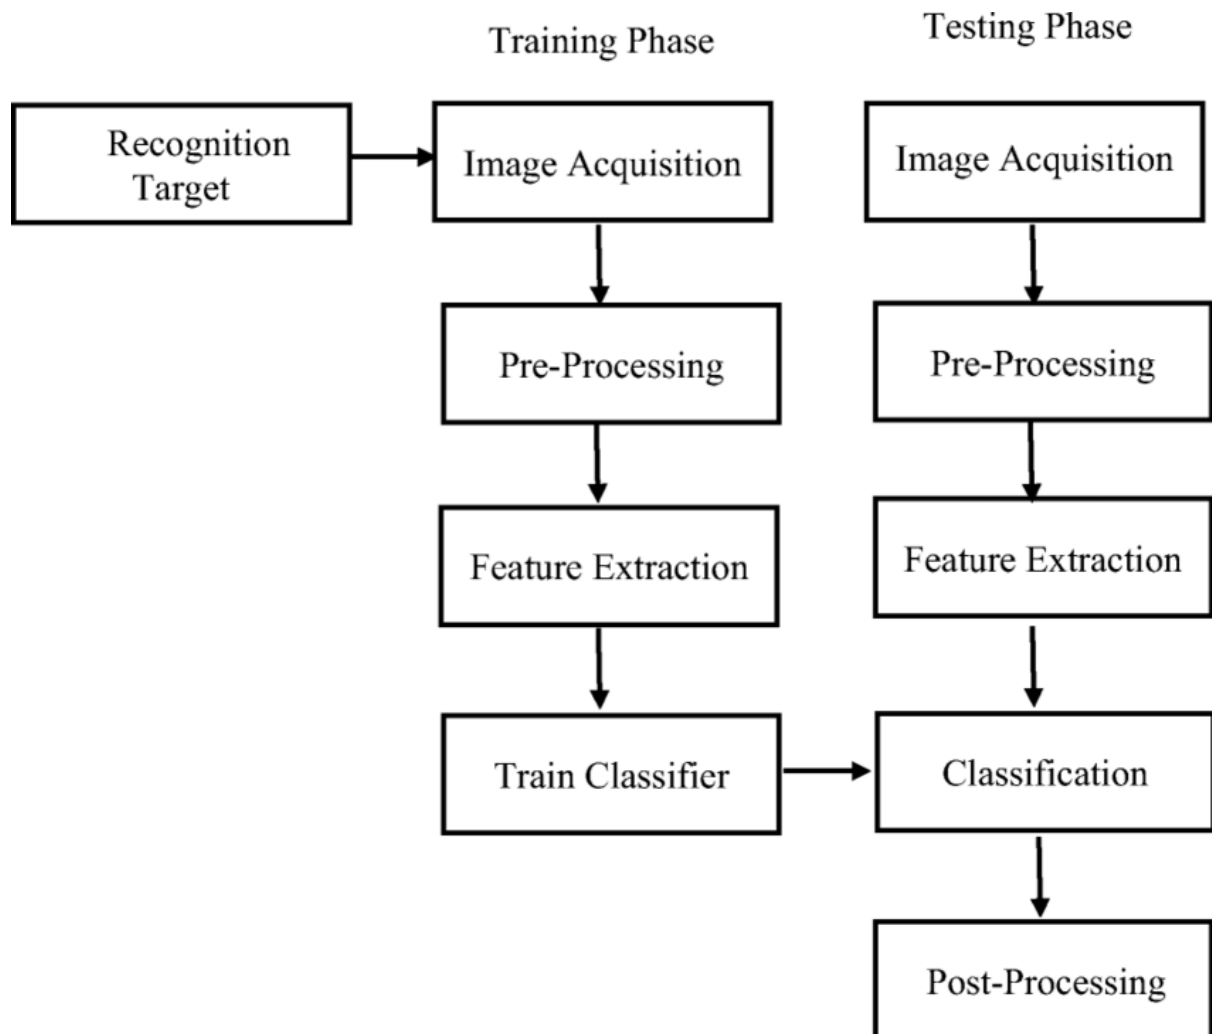 Training Phase
Testing Phase
Recognition
Target
Image Acquisition
Image Acquisition
Pre-Processing
Pre-Processing
Feature Extraction
Feature Extraction
Train Classifier
Classification
Post-Processing